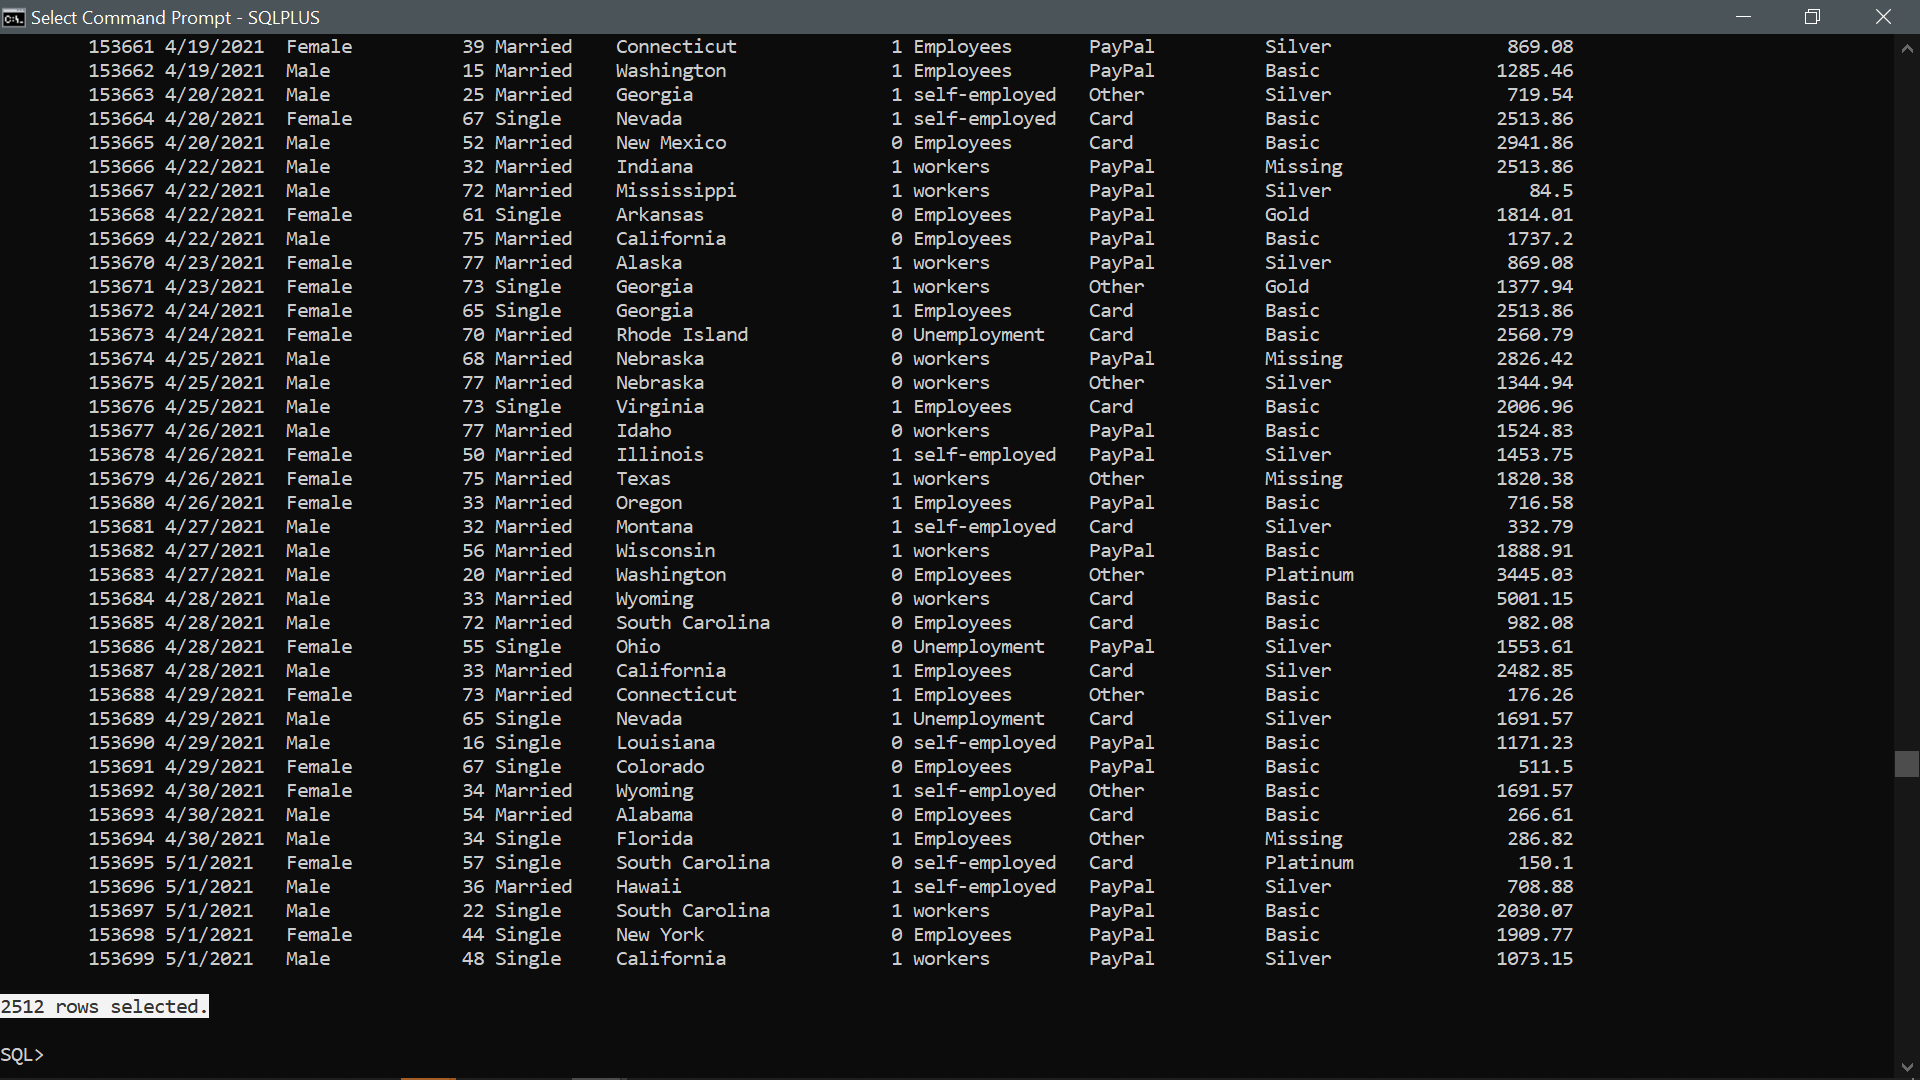 Select Command Prompt - SQLPLUS
153661 4/19/2021 Female 39 Married Connecticut 1 Employees PayPal Silver 869.08
153662 4/19/2021 Male 15 Married Washington 1 Employees PayPal Basic 1285.46
153663 4/20/2021 Male 25 Married Georgia 1 self-employed Other Silver 719.54
153664 4/20/2021 Female 67 Single Nevada 1 self-employed Card Basic 2513.86
153665 4/20/2021 Male 52 Married New Mexico 0 Employees Card Basic 2941.86
153666 4/22/2021 Male 32 Married Indiana 1 workers PayPal Missing 2513.86
153667 4/22/2021 Male 72 Married Mississippi 1 workers PayPal Silver 84.5
153668 4/22/2021 Female 61 Single Arkansas 0 Employees PayPal Gold 1814.01
153669 4/22/2021 Male 75 Married California 0 Employees PayPal Basic 1737.2
153670 4/23/2021 Female 77 Married Alaska 1 workers PayPal Silver 869.08
153671 4/23/2021 Female 73 Single Georgia 1 workers Other Gold 1377.94
153672 4/24/2021 Female 65 Single Georgia 1 Employees Card Basic 2513.86
153673 4/24/2021 Female 70 Married Rhode Island 0 Unemployment Card Basic 2560.79
153674 4/25/2021 Male 68 Married Nebraska 0 workers PayPal Missing 2826.42
153675 4/25/2021 Male 77 Married Nebraska 0 workers Other Silver 1344.94
153676 4/25/2021 Male 73 Single Virginia 1 Employees Card Basic 2006.96
153677 4/26/2021 Male 77 Married Idaho 0 workers PayPal Basic 1524.83
153678 4/26/2021 Female 50 Married Illinois 1 self-employed PayPal Silver 1453.75
153679 4/26/2021 Female 75 Married Texas 1 workers Other Missing 1820.38
153680 4/26/2021 Female 33 Married Oregon 1 Employees PayPal Basic 716.58
153681 4/27/2021 Male 32 Married Montana 1 self-employed Card Silver 332.79
153682 4/27/2021 Male 56 Married Wisconsin 1 workers PayPal Basic 1888.91
153683 4/27/2021 Male 20 Married Washington 0 Employees Other Platinum 3445.03
153684 4/28/2021 Male 33 Married Wyoming 0 workers Card Basic 5001.15
153685 4/28/2021 Male 72 Married South Carolina 0 Employees Card Basic 982.08
153686 4/28/2021 Female 55 Single Ohio 0 Unemployment PayPal Silver 1553.61
153687 4/28/2021 Male 33 Married California 1 Employees Card Silver 2482.85
153688 4/29/2021 Female 73 Married Connecticut 1 Employees Other Basic 176.26
153689 4/29/2021 Male 65 Single Nevada 1 Unemployment Card Silver 1691.57
153690 4/29/2021 Male 16 Single Louisiana 0 self-employed PayPal Basic 1171.23
153691 4/29/2021 Female 67 Single Colorado 0 Employees PayPal Basic 511.5
153692 4/30/2021 Female 34 Married Wyoming 1 self-employed Other Basic 1691.57
153693 4/30/2021 Male 54 Married Alabama 0 Employees Card Basic 266.61
153694 4/30/2021 Male 34 Single Florida 1 Employees Other Missing 286.82
153695 5/1/2021 Female 57 Single South Carolina 0 self-employed Card Platinum 150.1
153696 5/1/2021 Male 36 Married Hawaii 1 self-employed PayPal Silver 708.88
153697 5/1/2021 Male 22 Single South Carolina 1 workers PayPal Basic 2030.07
153698 5/1/2021 Female 44 Single New York 0 Employees PayPal Basic 1909.77
153699 5/1/2021 Male 48 Single California 1 workers PayPal Silver 1073.15
2512 rows selected.
SQL>